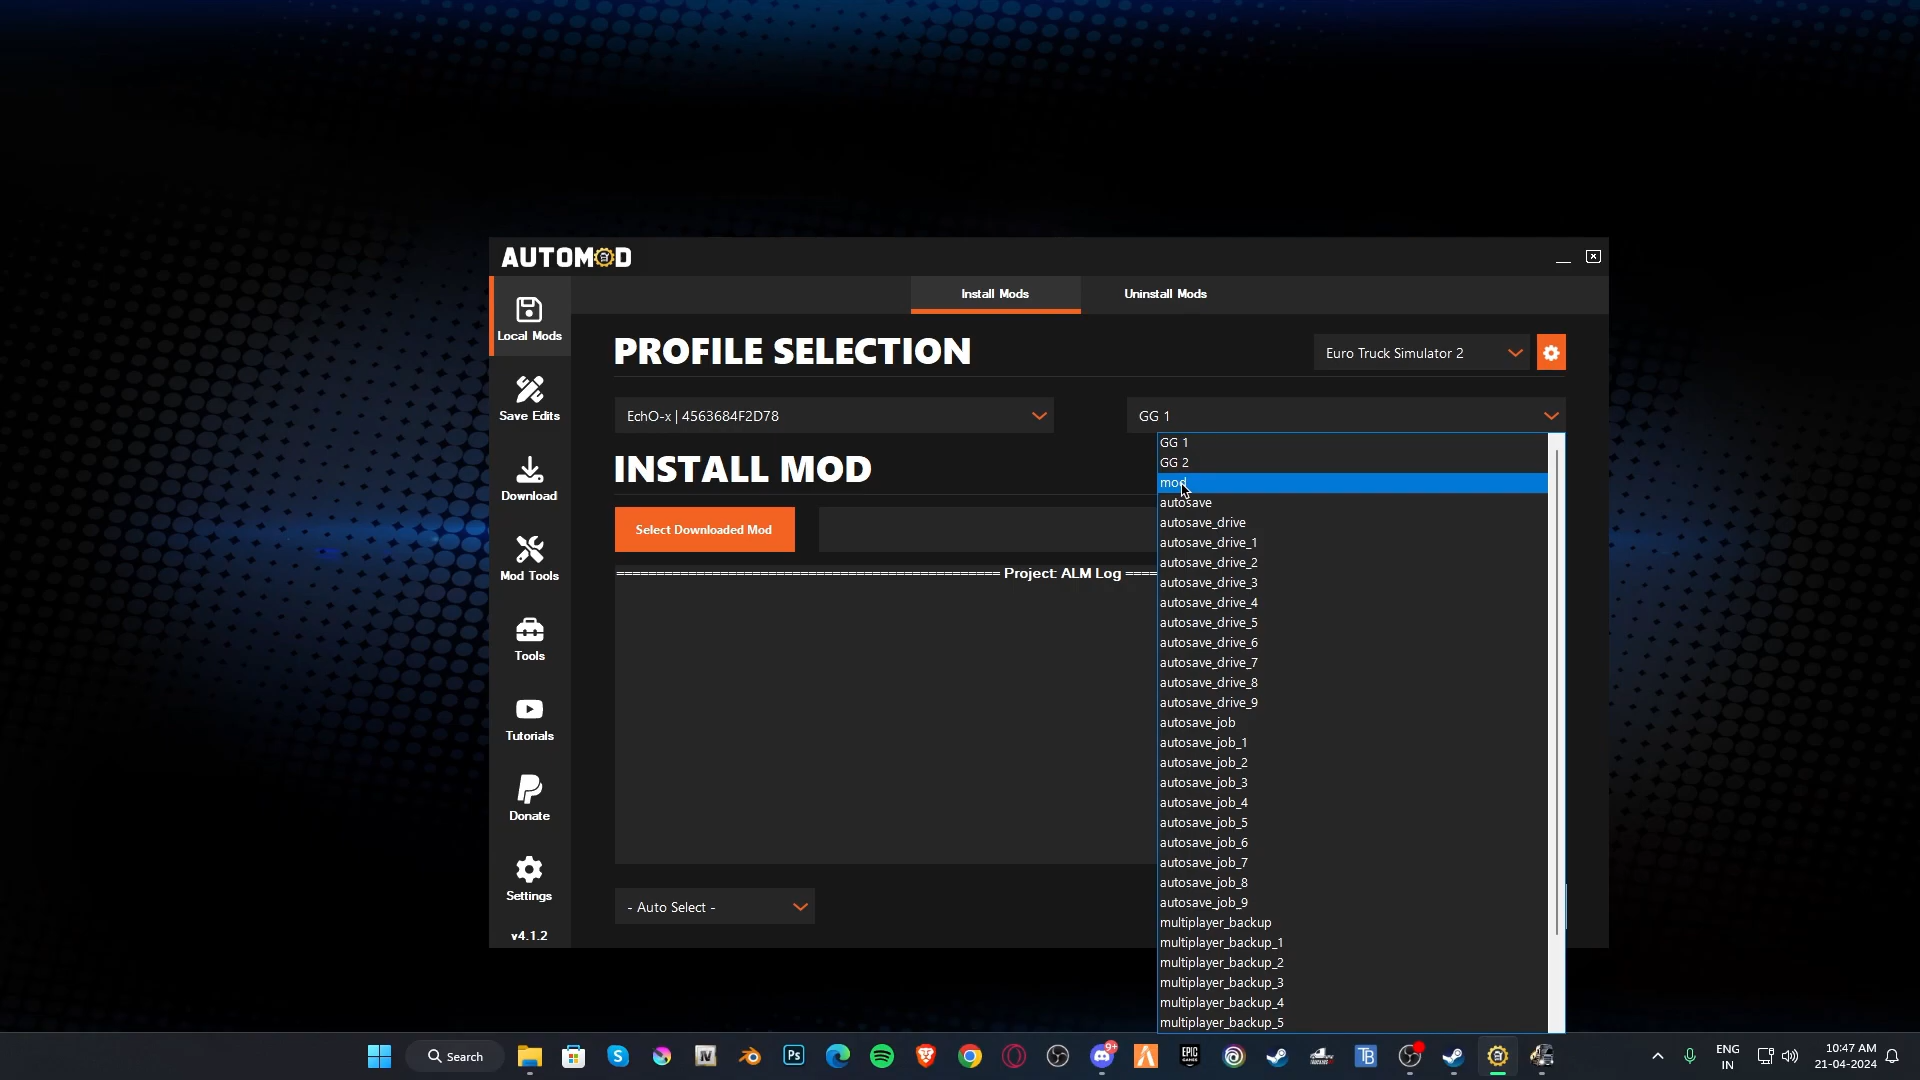 AUTOMOD
Install Mods
Uninstall Mods
Local Mods
Save Edits
Download
Mod Tools
Tools
Tutorials
Donate
Settings
v4.1.2
PROFILE SELECTION
Euro Truck Simulator 2
EchO-x | 4563684F2D78
GG 1
INSTALL MOD
Select Downloaded Mod
================================================ Project: ALM Log ====
- Auto Select -
GG 1
GG 2
mod
autosave
autosave_drive
autosave_drive_1
autosave_drive_2
autosave_drive_3
autosave_drive_4
autosave_drive_5
autosave_drive_6
autosave_drive_7
autosave_drive_8
autosave_drive_9
autosave_job
autosave_job_1
autosave_job_2
autosave_job_3
autosave_job_4
autosave_job_5
autosave_job_6
autosave_job_7
autosave_job_8
autosave_job_9
multiplayer_backup
multiplayer_backup_1
multiplayer_backup_2
multiplayer_backup_3
multiplayer_backup_4
multiplayer_backup_5
Search
Ps
9+
EPIC
TB
ENG
IN
10:47 AM
21-04-2024